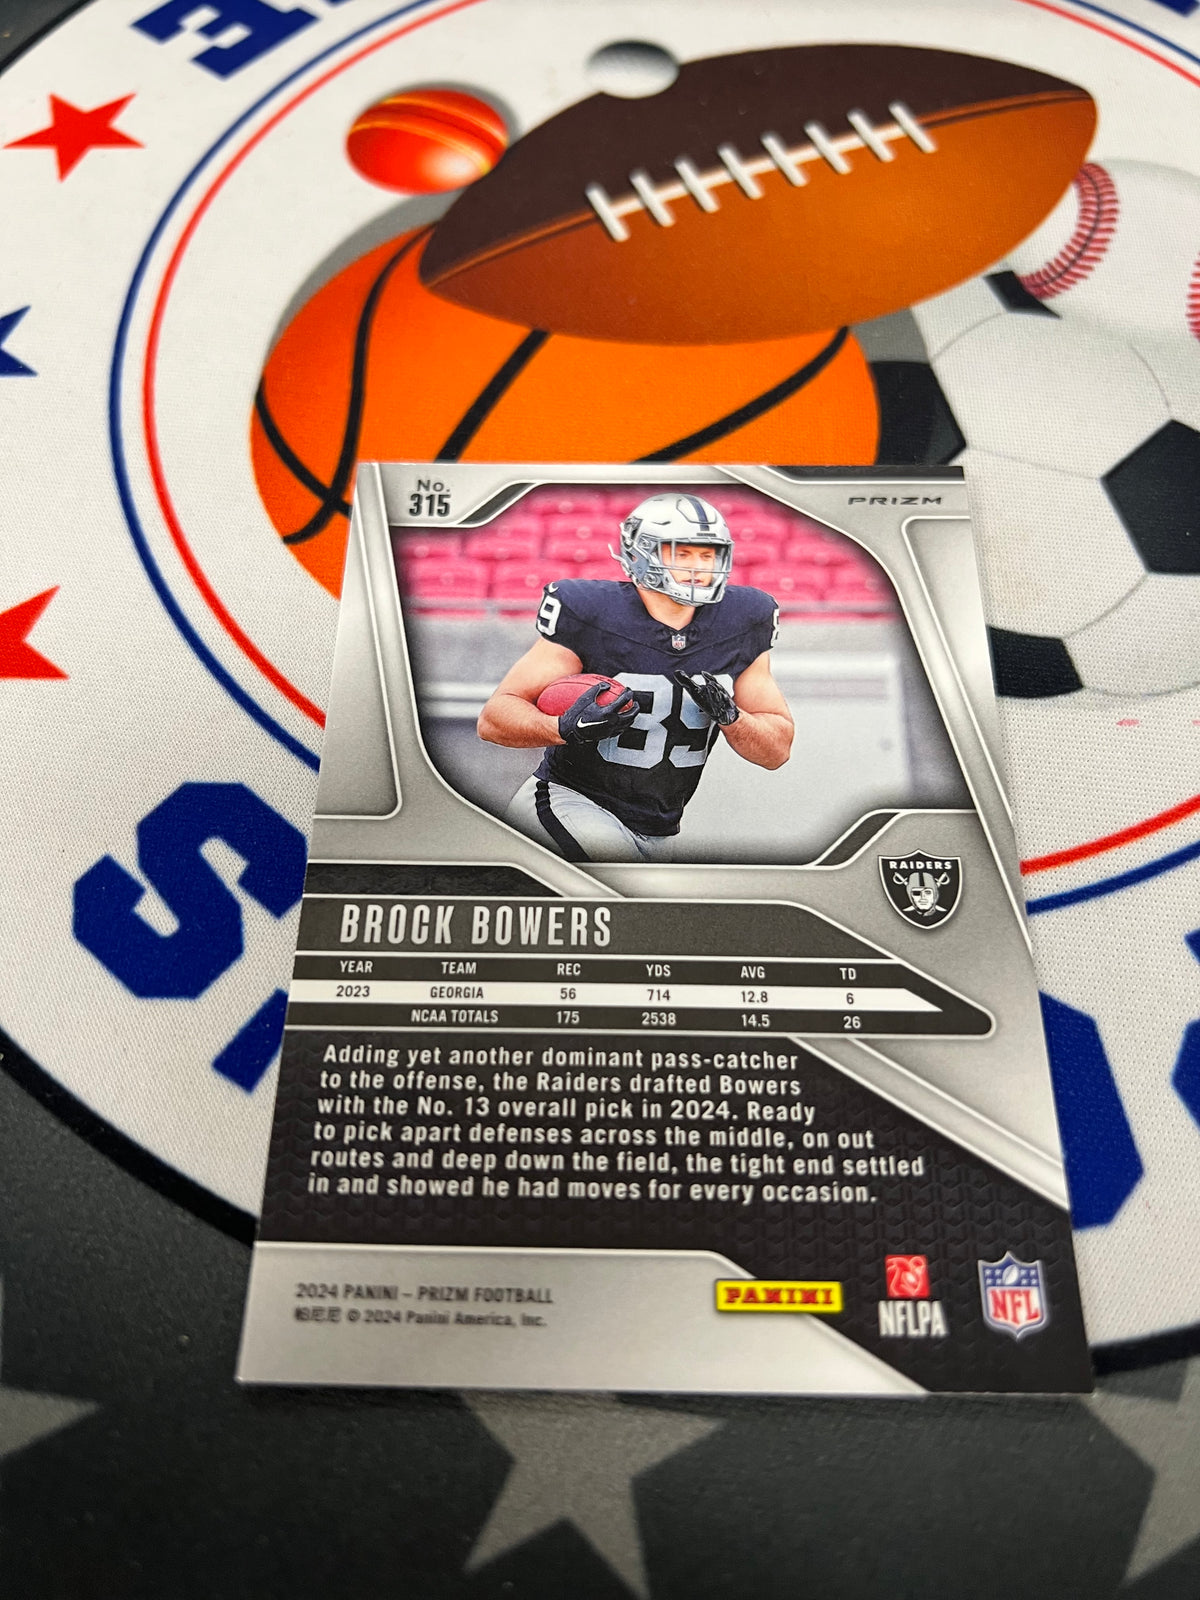 No.
315
PRIZM
89
89
RAIDERS
BROCK BOWERS
YEAR TEAM REC YDS AVG TD
2023 GEORGIA 56 714 12.8 6
NCAA TOTALS 175 2538 14.5 26
Adding yet another dominant pass-catcher
to the offense, the Raiders drafted Bowers
with the No. 13 overall pick in 2024. Ready
to pick apart defenses across the middle, on out
routes and deep down the field, the tight end settled
in and showed he had moves for every occasion.
2024 PANINI – PRIZM FOOTBALL
© 2024 Panini America, Inc.
PANINI
NFLPA
NFL